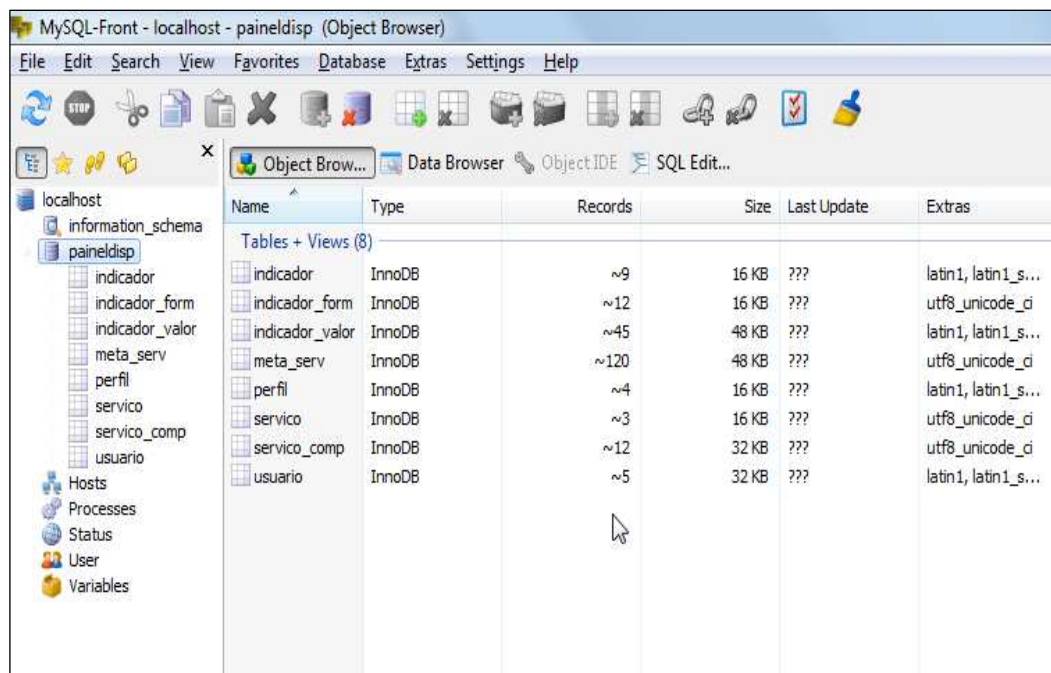 MySQL-Front - localhost - paineldisp (Object Browser)
File Edit Search View Favorites Database Extras Settings Help
STOP
Object Brow... Data Browser Object IDE SQL Edit...
localhost
information_schema
paineldisp
indicador
indicador_form
indicador_valor
meta_serv
perfil
servico
servico_comp
usuario
Hosts
Processes
Status
User
Variables
Name Type Records Size Last Update Extras
Tables + Views (8)
indicador InnoDB ~9 16 KB ??? latin1, latin1_s...
indicador_form InnoDB ~12 16 KB ??? utf8_unicode_ci
indicador_valor InnoDB ~45 48 KB ??? latin1, latin1_s...
meta_serv InnoDB ~120 48 KB ??? utf8_unicode_ci
perfil InnoDB ~4 16 KB ??? latin1, latin1_s...
servico InnoDB ~3 16 KB ??? utf8_unicode_ci
servico_comp InnoDB ~12 32 KB ??? utf8_unicode_ci
usuario InnoDB ~5 32 KB ??? latin1, latin1_s...